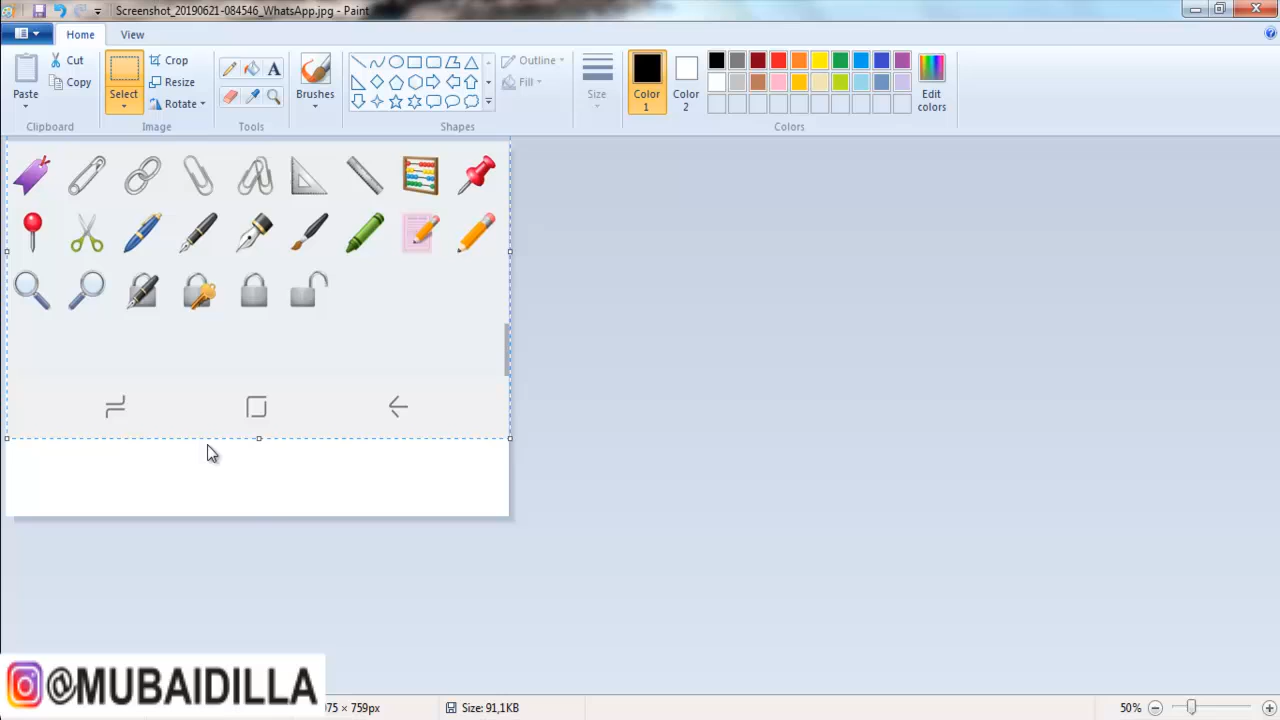 Screenshot_20190621-084546_WhatsApp.jpg - Paint
Home View
Paste
Cut
Copy
Clipboard
Select
Crop
Resize
Rotate
Image
A
Tools
Brushes
Outline
Fill
Shapes
Size
Color 1
Color 2
Edit colors
Colors
@MUBAIDILLA
75 × 759px
Size: 91,1KB
50%